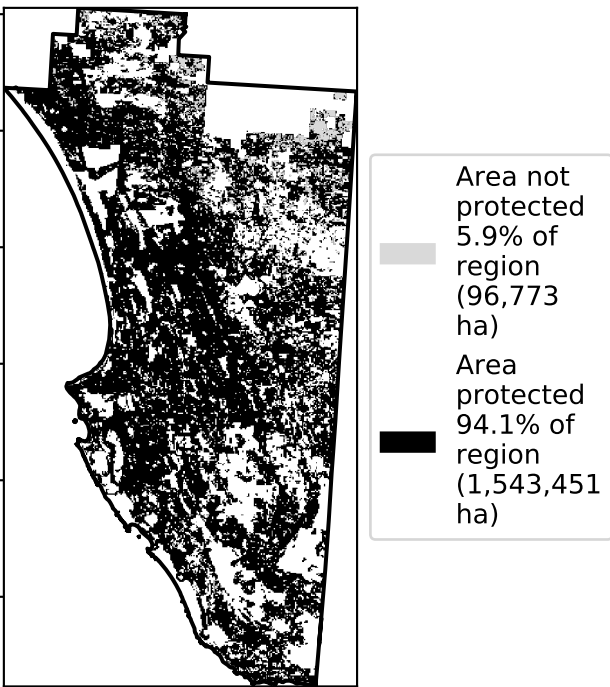 Area not
protected
5.9% of
region
(96,773
ha)
Area
protected
94.1% of
region
(1,543,451
ha)